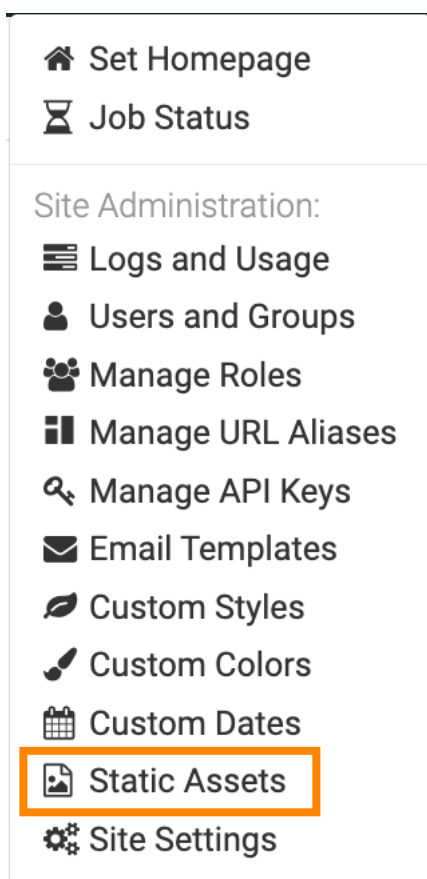 Set Homepage
Job Status
Site Administration:
Logs and Usage
Users and Groups
Manage Roles
Manage URL Aliases
Manage API Keys
Email Templates
Custom Styles
Custom Colors
Custom Dates
Static Assets
Site Settings